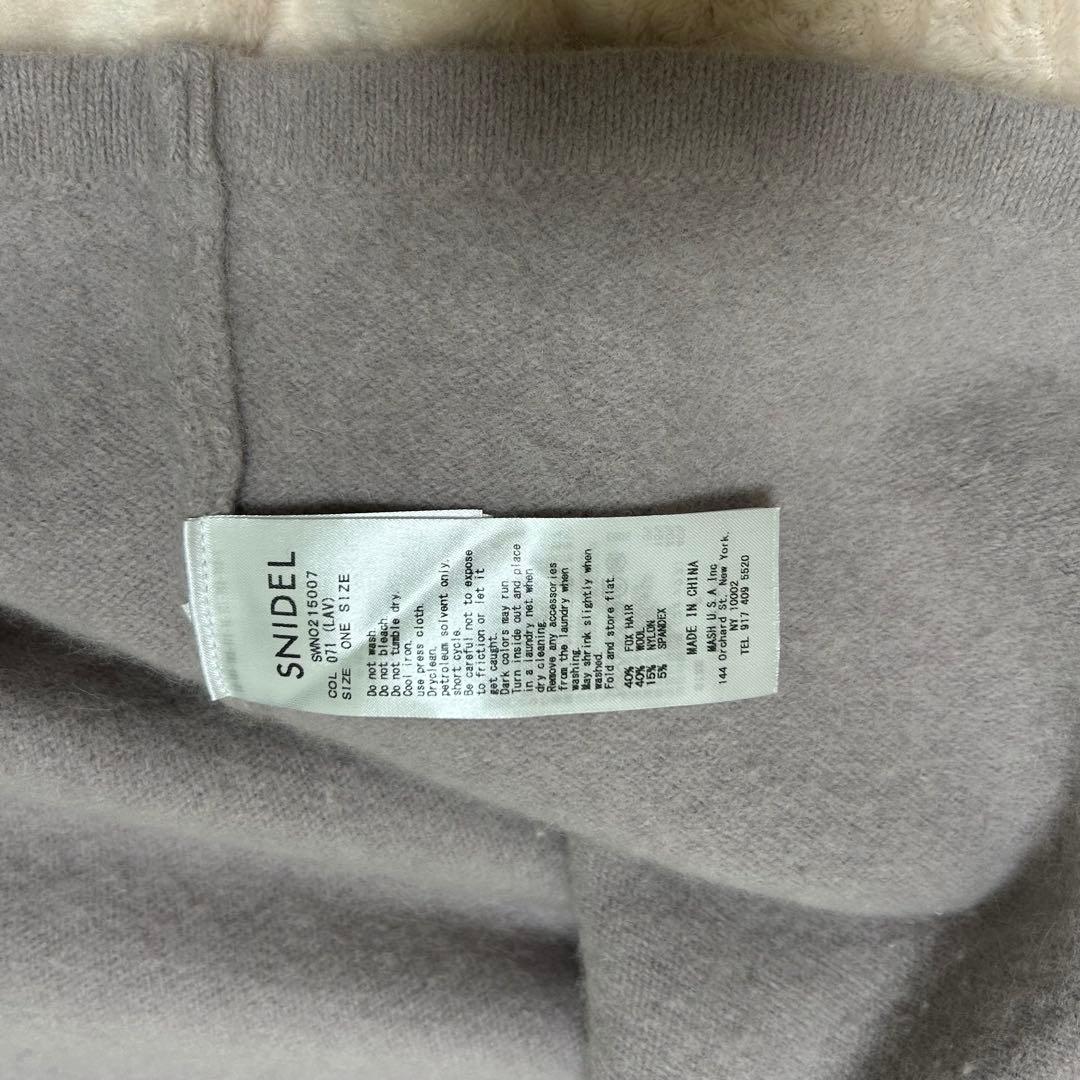 SNIDEL
SWNO215007
COL 071 (LAV)
SIZE ONE SIZE
Do not wash.
Do not bleach.
Do not tumble dry.
Cool iron.
use press cloth.
Dryclean.
petroleum solvent only.
short cycle.
Be careful not to expose
to friction or let it
get caught.
Dark colors may run.
Turn inside out and place
in a laundry net when
dry cleaning.
Remove any accessories
from the laundry when
washing.
May shrink slightly when
washed.
Fold and store flat.
40% FOX HAIR
40% WOOL
15% NYLON
5% SPANDEX
MADE IN CHINA
MASH U.S.A. Inc
144 Orchard St. New York,
NY 10002
TEL 917 409 5520